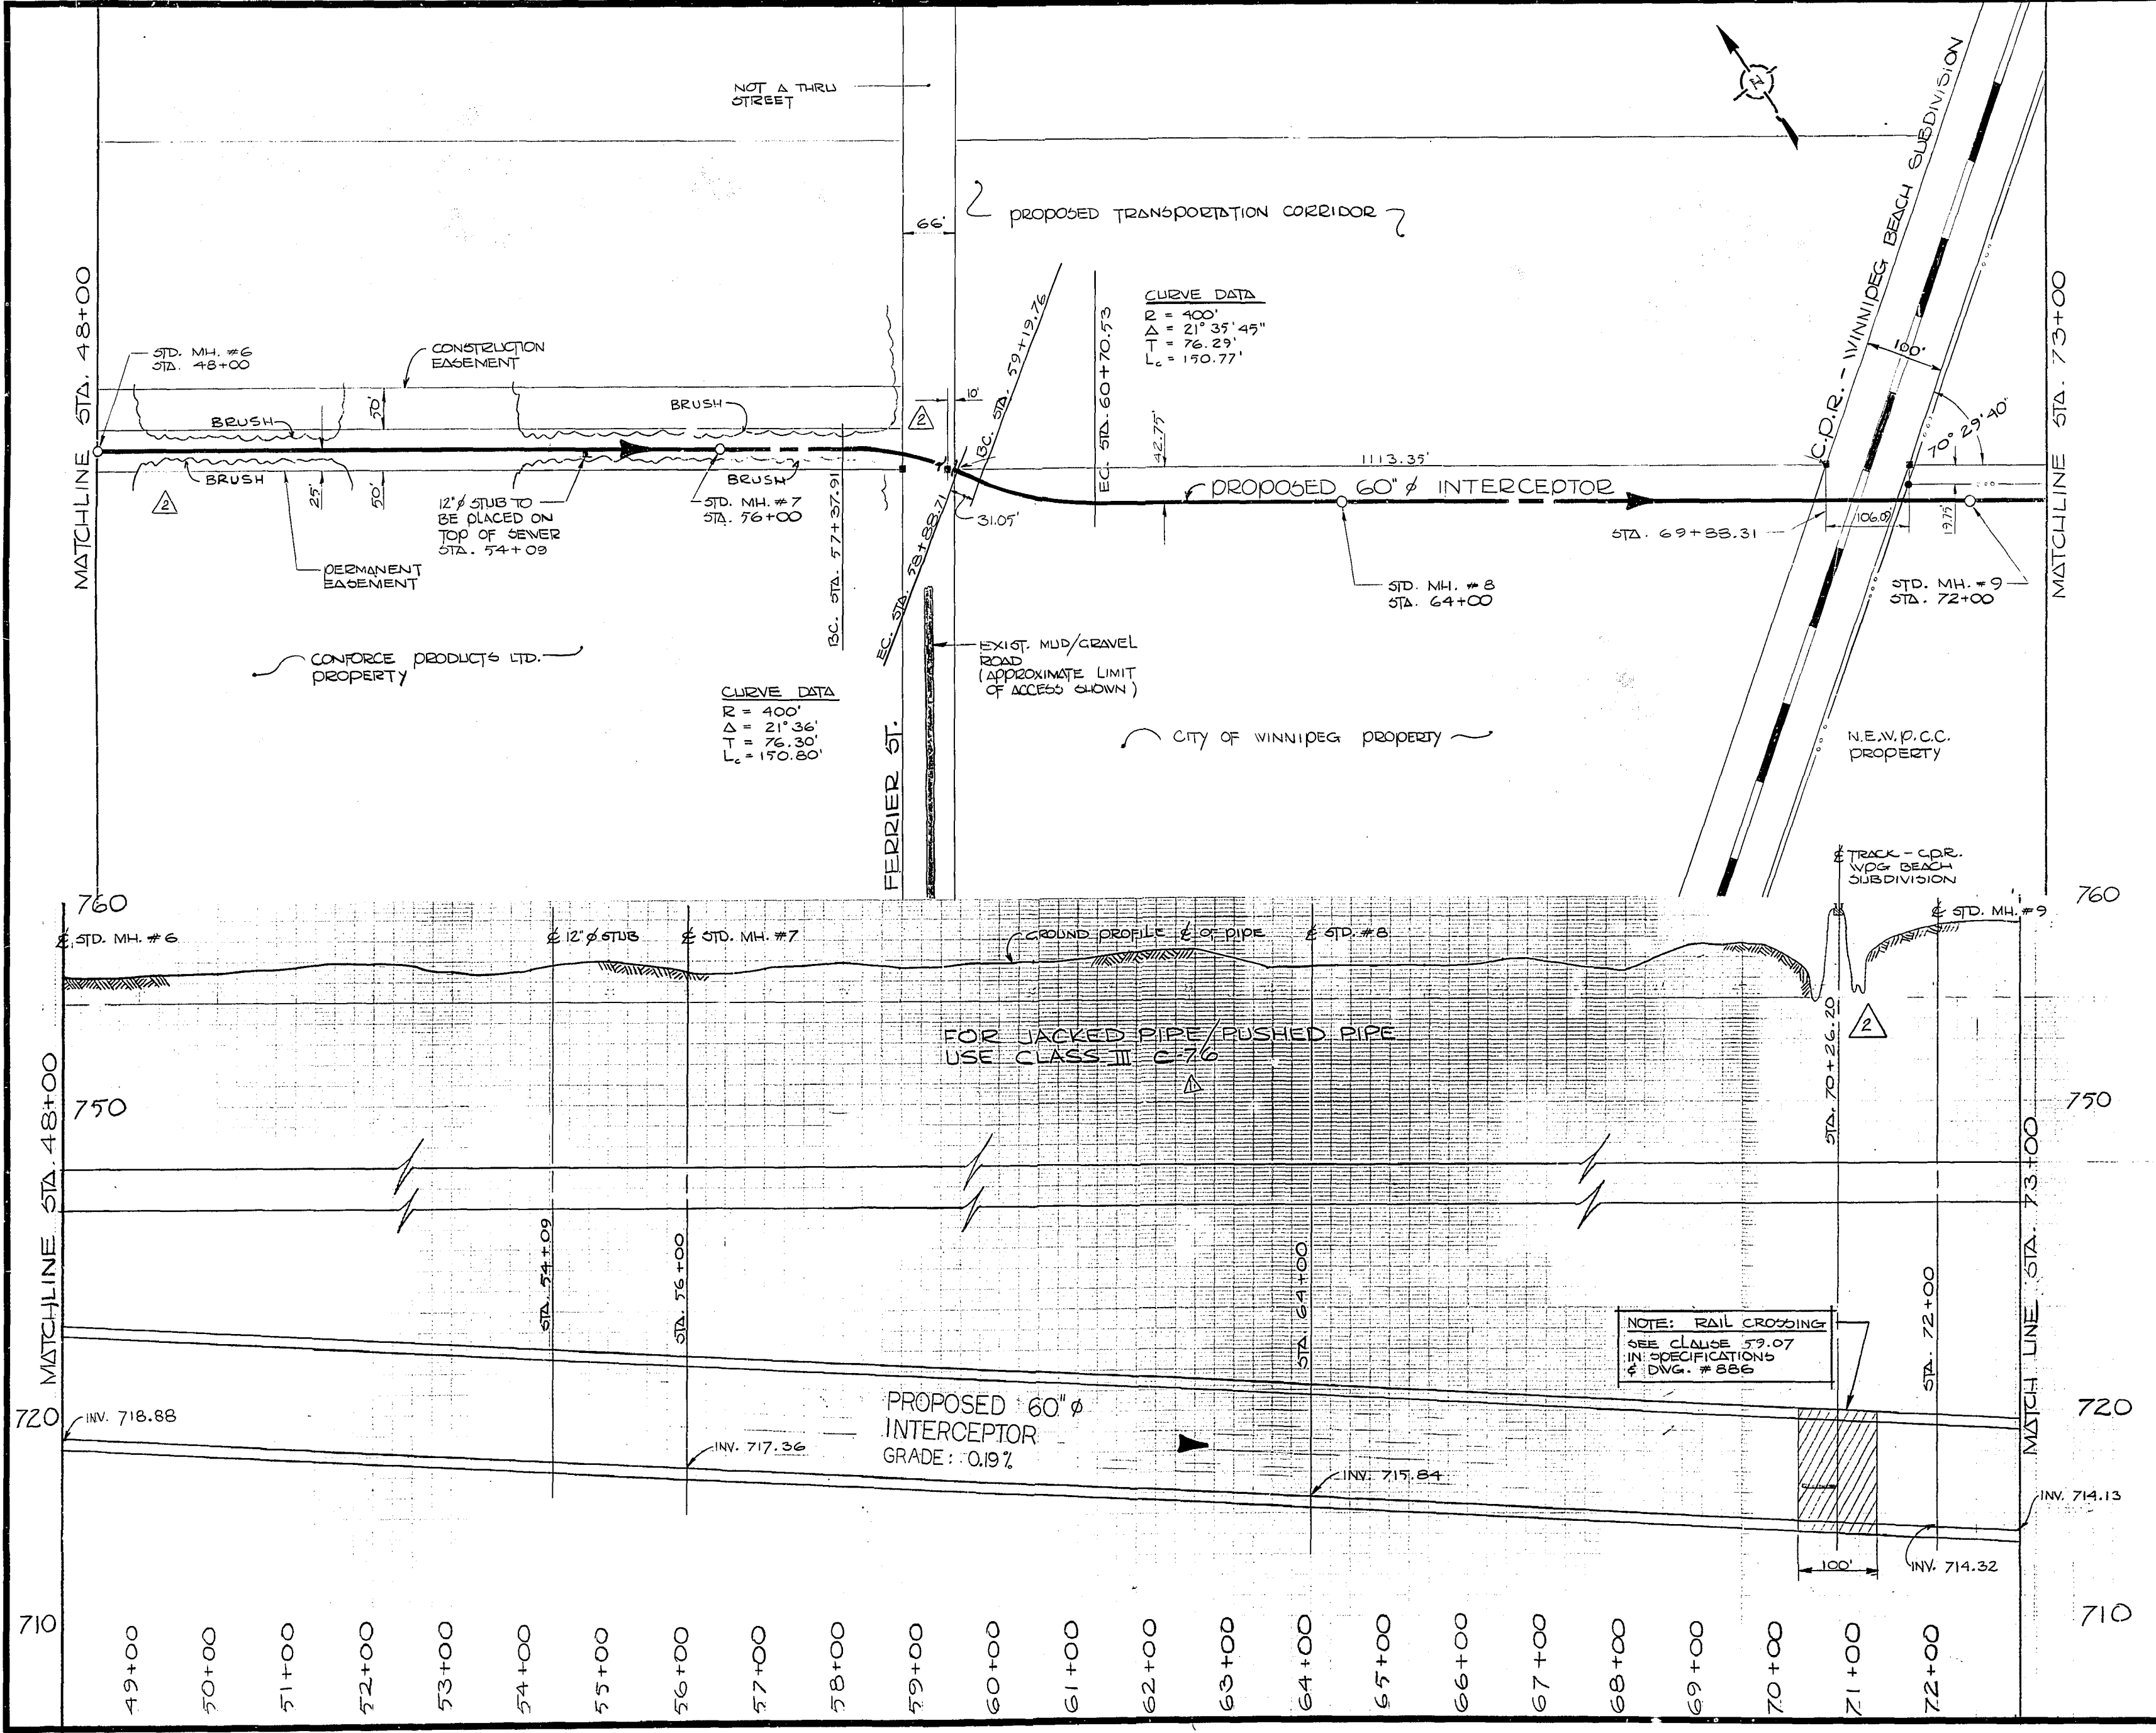 NOT A THRU
STREET
N
66'
PROPOSED TRANSPORTATION CORRIDOR
C.P.R. - WINNIPEG BEACH SUBDIVISION
MATCHLINE STA. 48+00
STD. MH. #6
STA. 48+00
CONSTRUCTION
EASEMENT
BRUSH
50'
BRUSH
BRUSH
BRUSH
25'
50'
2
PERMANENT
EASEMENT
12"⌀ STUB TO
BE PLACED ON
TOP OF SEWER
STA. 54+09
STD. MH. #7
STA. 56+00
BC. STA. 57+37.91
EC. STA. 58+88.71
2
10'
BC. STA. 59+19.76
31.05'
EC. STA. 60+70.53
CURVE DATA
R = 400'
Δ = 21° 35' 45"
T = 76.29'
Lc = 150.77'
42.75'
1113.35'
PROPOSED 60"⌀ INTERCEPTOR
100'
70° 29' 40"
STA. 69+88.31
106.09'
19.75'
STD. MH. #8
STA. 64+00
STD. MH. #9
STA. 72+00
MATCHLINE STA. 73+00
CONFORCE PRODUCTS LTD.
PROPERTY
CURVE DATA
R = 400'
Δ = 21° 36'
T = 76.30'
Lc = 150.80'
FERRIER ST.
EXIST. MUD/GRAVEL
ROAD
(APPROXIMATE LIMIT
OF ACCESS SHOWN)
CITY OF WINNIPEG PROPERTY
N.E.W.P.C.C.
PROPERTY
℄ TRACK - C.P.R.
WPG BEACH
SUBDIVISION
760
760
℄ STD. MH. #6
℄ 12"⌀ STUB
℄ STD. MH. #7
GROUND PROFILE ℄ OF PIPE
℄ STD. #8
℄ STD. MH. #9
FOR JACKED PIPE/PUSHED PIPE
USE CLASS III C-76
1
STA. 70+26.20
2
750
750
MATCHLINE STA. 48+00
STA. 54+09
STA. 56+00
STA. 64+00
STA. 72+00
MATCH LINE STA. 73+00
NOTE: RAIL CROSSING
SEE CLAUSE 59.07
IN SPECIFICATIONS
& DWG. #886
720
720
INV. 718.88
INV. 717.36
PROPOSED 60"⌀
INTERCEPTOR
GRADE: 0.19%
INV. 715.84
INV. 714.13
100'
INV. 714.32
710
710
49+00
50+00
51+00
52+00
53+00
54+00
55+00
56+00
57+00
58+00
59+00
60+00
61+00
62+00
63+00
64+00
65+00
66+00
67+00
68+00
69+00
70+00
71+00
72+00